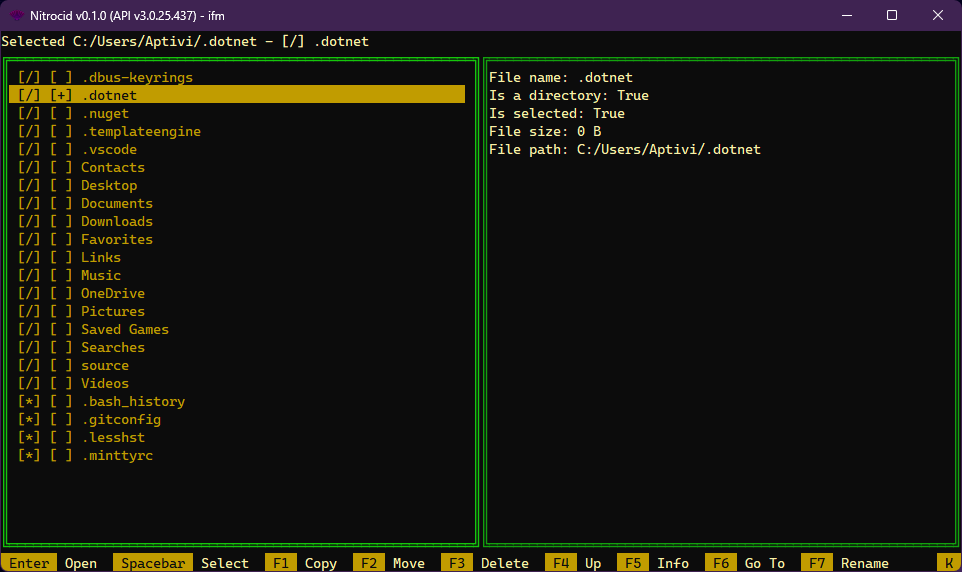 Nitrocid v0.1.0 (API v3.0.25.437) - ifm
Selected C:/Users/Aptivi/.dotnet - [/] .dotnet
[/] [ ] .dbus-keyrings
[/] [+] .dotnet
[/] [ ] .nuget
[/] [ ] .templateengine
[/] [ ] .vscode
[/] [ ] Contacts
[/] [ ] Desktop
[/] [ ] Documents
[/] [ ] Downloads
[/] [ ] Favorites
[/] [ ] Links
[/] [ ] Music
[/] [ ] OneDrive
[/] [ ] Pictures
[/] [ ] Saved Games
[/] [ ] Searches
[/] [ ] source
[/] [ ] Videos
[*] [ ] .bash_history
[*] [ ] .gitconfig
[*] [ ] .lesshst
[*] [ ] .minttyrc
File name: .dotnet
Is a directory: True
Is selected: True
File size: 0 B
File path: C:/Users/Aptivi/.dotnet
Enter Open Spacebar Select F1 Copy F2 Move F3 Delete F4 Up F5 Info F6 Go To F7 Rename K